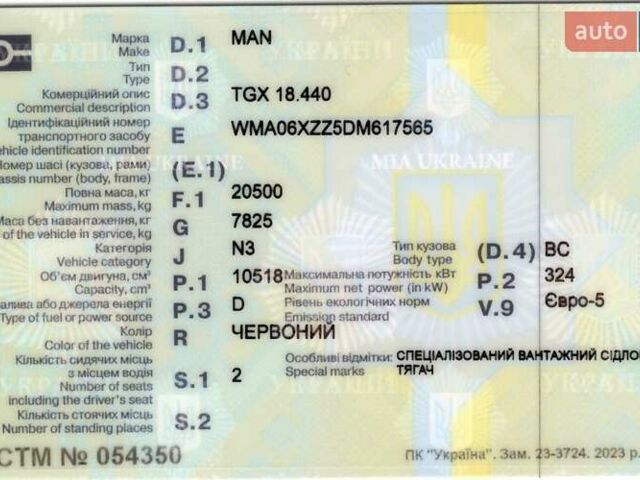 auto
Марка
Make D.1 MAN
Тип
Type D.2
Комерційний опис
Commercial description D.3 TGX 18.440
Ідентифікаційний номер
транспортного засобу
vehicle identification number E WMA06XZZ5DM617565
MIA UKRAINE
MIA UKRAINE
Номер шасі (кузова, рами)
assis number (body, frame) (E.1)
Повна маса, кг
Maximum mass, kg F.1 20500
Маса без навантаження, кг
of the vehicle in service, kg G 7825
Категорія
Vehicle category J N3
Тип кузова
Body type (D.4) BC
Об'єм двигуна, см³
Capacity, cm³ P.1 10518
Максимальна потужність кВт
Maximum net power (in kW) P.2 324
алива або джерела енергії
Type of fuel or power source P.3 D
Рівень екологічних норм
Emission standard V.9 Євро-5
Колір
Color of the vehicle R ЧЕРВОНИЙ
Кількість сидячих місць
з місцем водія
Number of seats
including the driver's seat S.1 2
Особливі відмітки: СПЕЦІАЛІЗОВАНИЙ ВАНТАЖНИЙ СІДЛО
Special marks ТЯГАЧ
Кількість стоячих місць
Number of standing places S.2
СТМ № 054350
ПК "Україна". Зам. 23-3724. 2023 р.